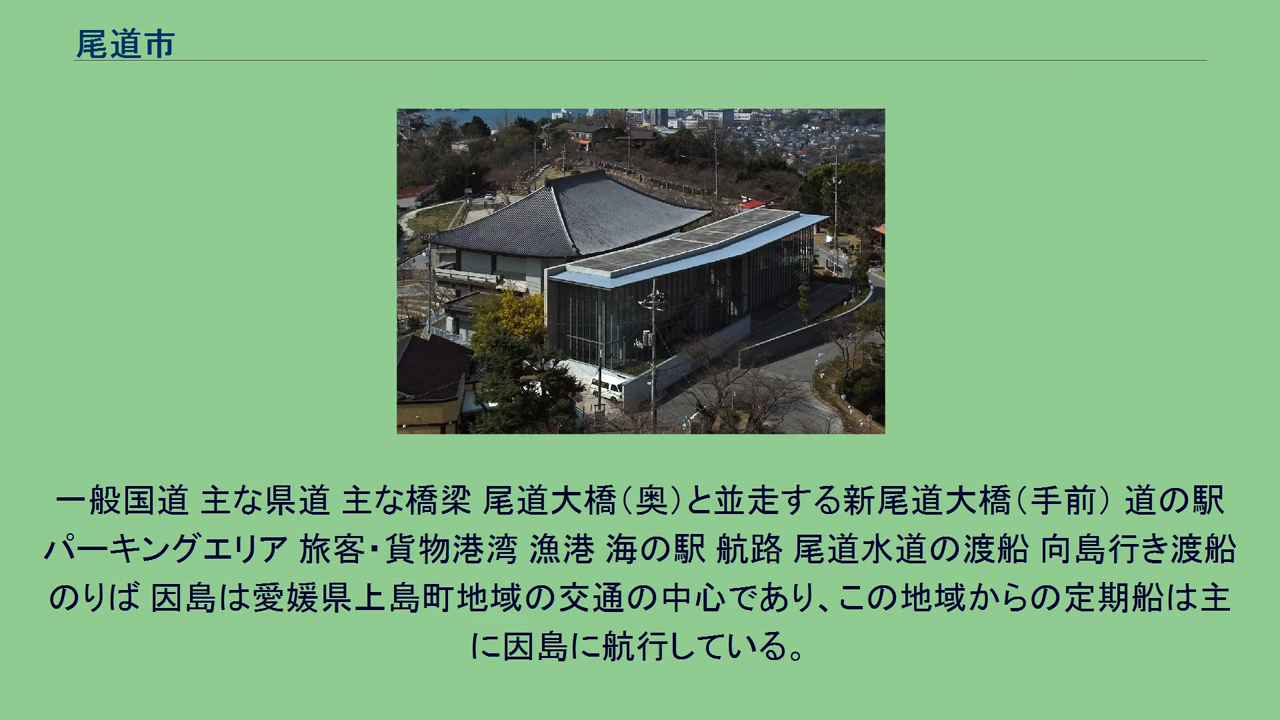 尾道市
一般国道 主な県道 主な橋梁 尾道大橋（奥）と並走する新尾道大橋（手前） 道の駅
パーキングエリア 旅客・貨物港湾 漁港 海の駅 航路 尾道水道の渡船 向島行き渡船
のりば 因島は愛媛県上島町地域の交通の中心であり、この地域からの定期船は主
に因島に航行している。